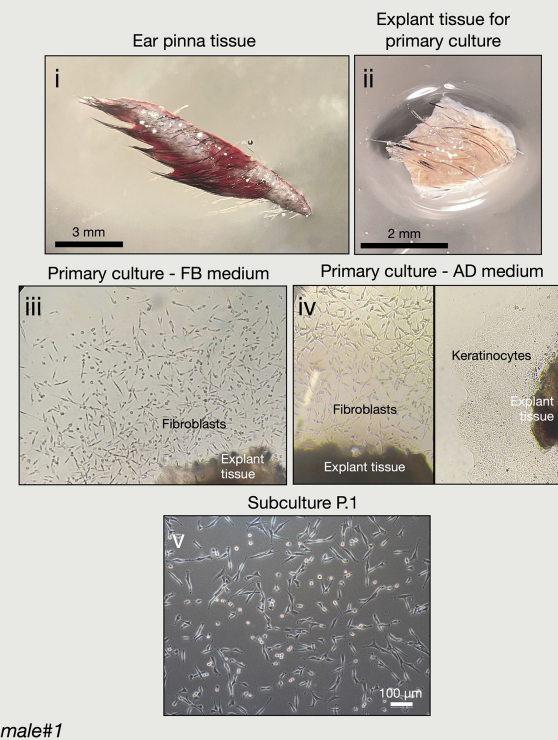 Ear pinna tissue
Explant tissue for
primary culture
i
ii
3 mm
2 mm
Primary culture - FB medium
Primary culture - AD medium
iii
Fibroblasts
Explant
tissue
iv
Fibroblasts
Explant tissue
Keratinocytes
Explant
tissue
Subculture P.1
v
100 µm
male#1